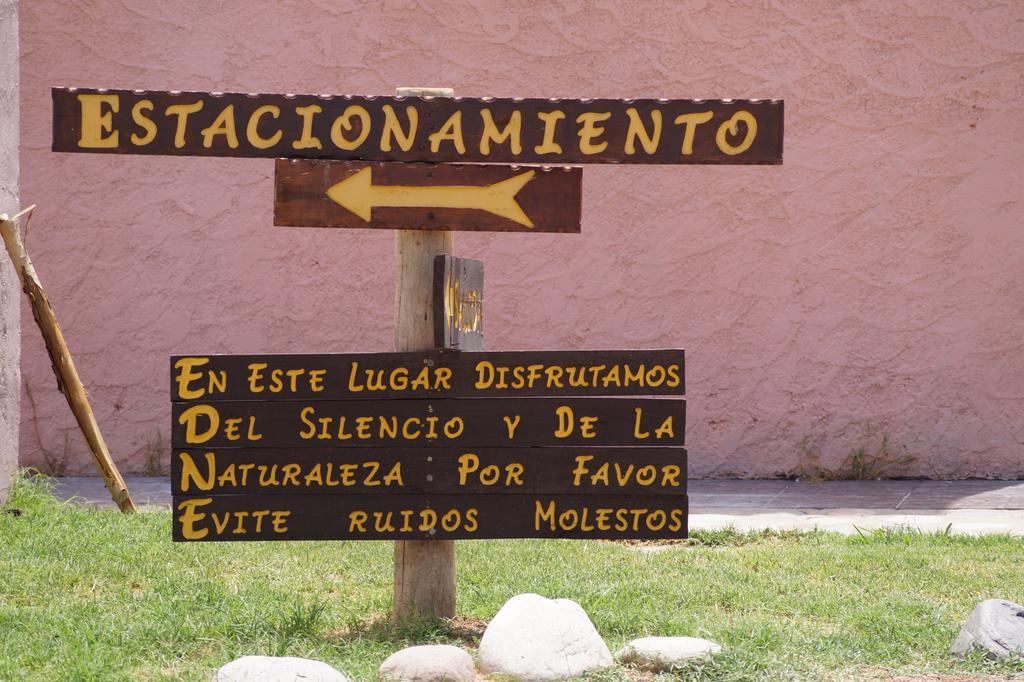 ESTACIONAMIENTO
EN ESTE LUGAR DISFRUTAMOS
DEL SILENCIO Y DE LA
NATURALEZA POR FAVOR
EVITE RUIDOS MOLESTOS